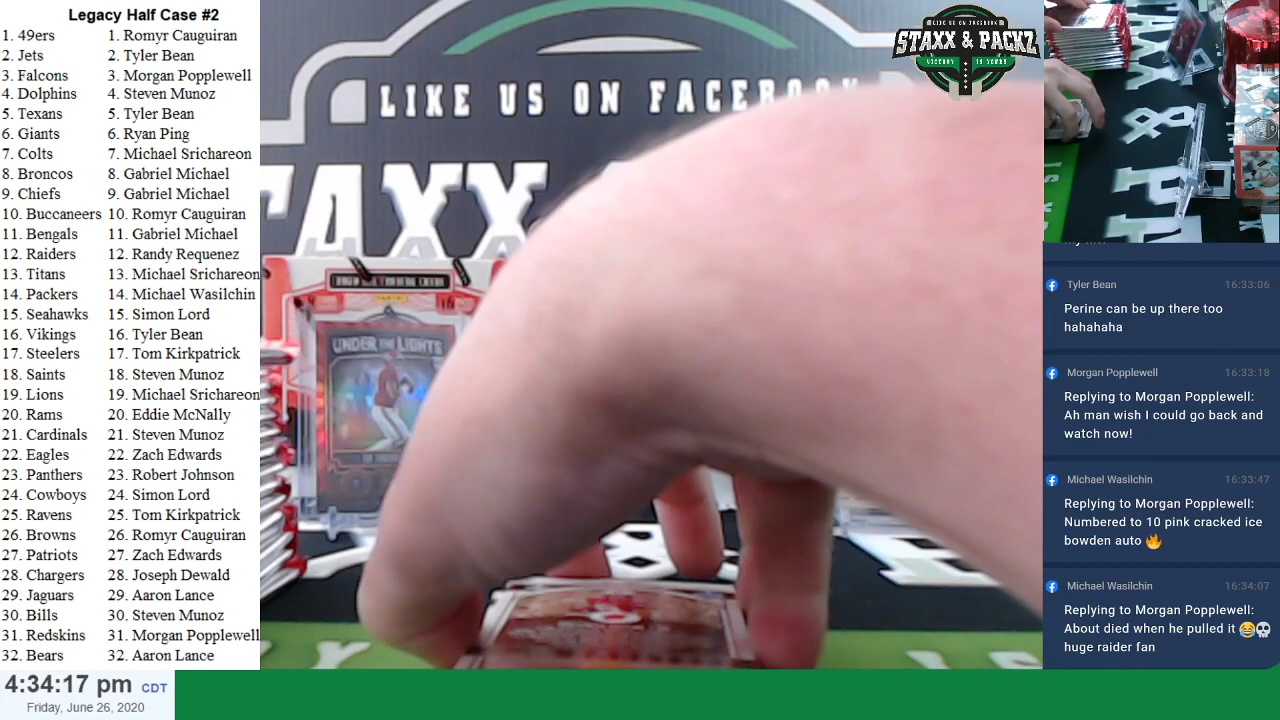 Legacy Half Case #2
1. 49ers 1. Romyr Cauguiran
2. Jets 2. Tyler Bean
3. Falcons 3. Morgan Popplewell
4. Dolphins 4. Steven Munoz
5. Texans 5. Tyler Bean
6. Giants 6. Ryan Ping
7. Colts 7. Michael Srichareon
8. Broncos 8. Gabriel Michael
9. Chiefs 9. Gabriel Michael
10. Buccaneers 10. Romyr Cauguiran
11. Bengals 11. Gabriel Michael
12. Raiders 12. Randy Requenez
13. Titans 13. Michael Srichareon
14. Packers 14. Michael Wasilchin
15. Seahawks 15. Simon Lord
16. Vikings 16. Tyler Bean
17. Steelers 17. Tom Kirkpatrick
18. Saints 18. Steven Munoz
19. Lions 19. Michael Srichareon
20. Rams 20. Eddie McNally
21. Cardinals 21. Steven Munoz
22. Eagles 22. Zach Edwards
23. Panthers 23. Robert Johnson
24. Cowboys 24. Simon Lord
25. Ravens 25. Tom Kirkpatrick
26. Browns 26. Romyr Cauguiran
27. Patriots 27. Zach Edwards
28. Chargers 28. Joseph Dewald
29. Jaguars 29. Aaron Lance
30. Bills 30. Steven Munoz
31. Redskins 31. Morgan Popplewell
32. Bears 32. Aaron Lance
4:34:17 pm CDT
Friday, June 26, 2020
LIKE US ON FACEBOOK
UNDER THE LIGHTS
LIKE US ON FACEBOOK
STAXX & PACKZ
VICTORY IS YOURS
Tyler Bean 16:33:06
Perine can be up there too
hahahaha
Morgan Popplewell 16:33:18
Replying to Morgan Popplewell:
Ah man wish I could go back and
watch now!
Michael Wasilchin 16:33:47
Replying to Morgan Popplewell:
Numbered to 10 pink cracked ice
bowden auto 🔥
Michael Wasilchin 16:34:07
Replying to Morgan Popplewell:
About died when he pulled it 😂💀
huge raider fan